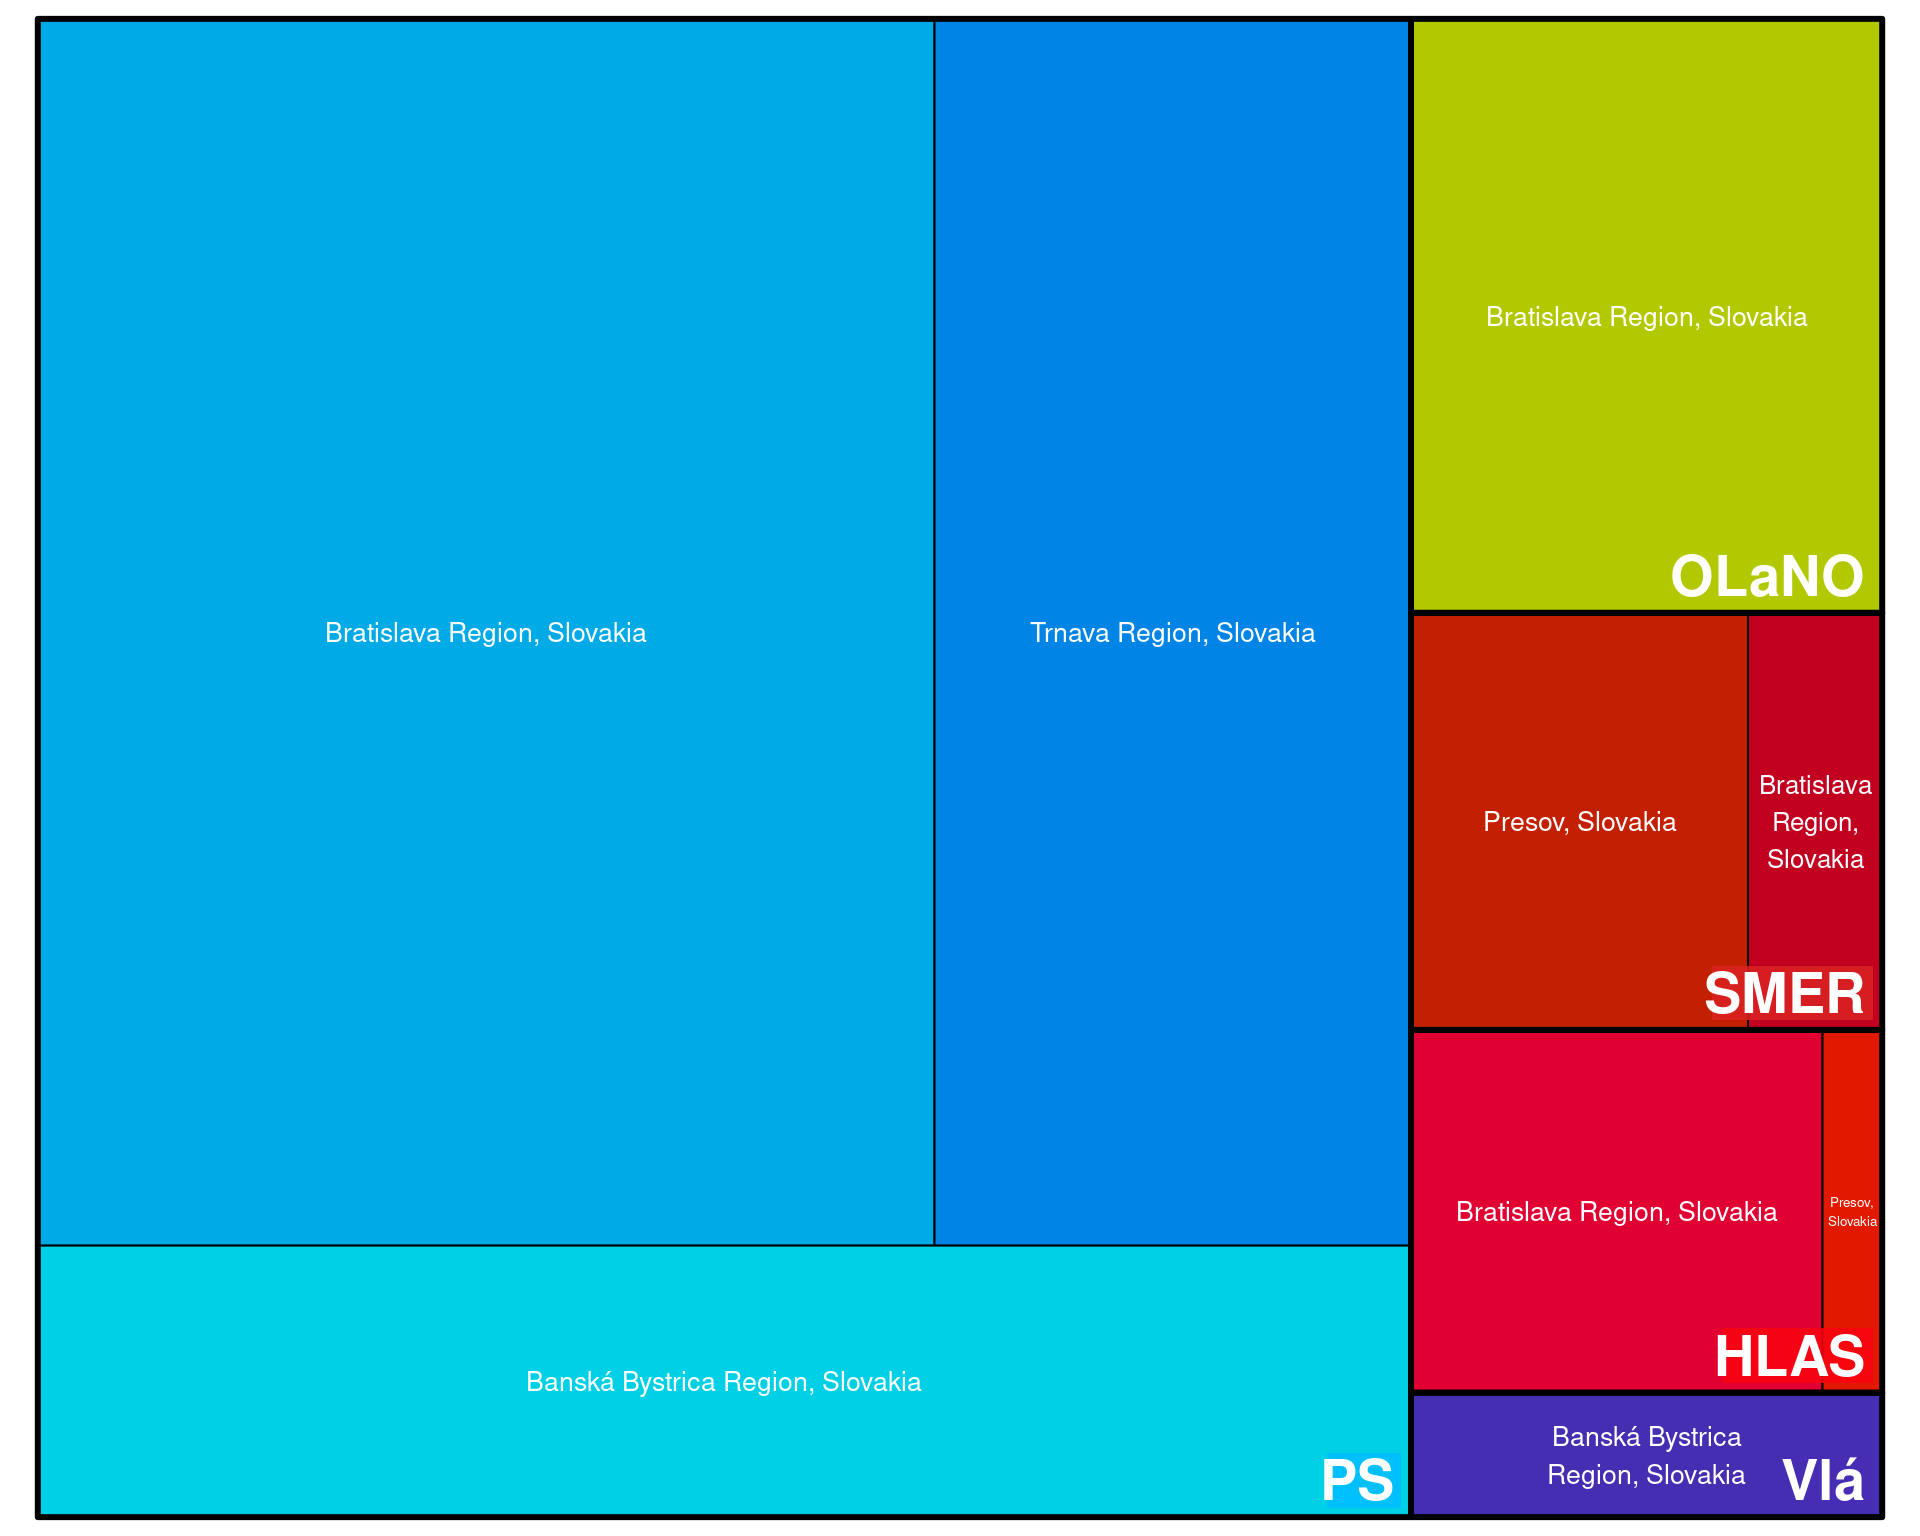 Bratislava Region, Slovakia
Trnava Region, Slovakia
Banská Bystrica Region, Slovakia
PS
Bratislava Region, Slovakia
OLaNO
Presov, Slovakia
Bratislava
Region,
Slovakia
SMER
Bratislava Region, Slovakia
Presov,
Slovakia
HLAS
Banská Bystrica
Region, Slovakia
Vlá